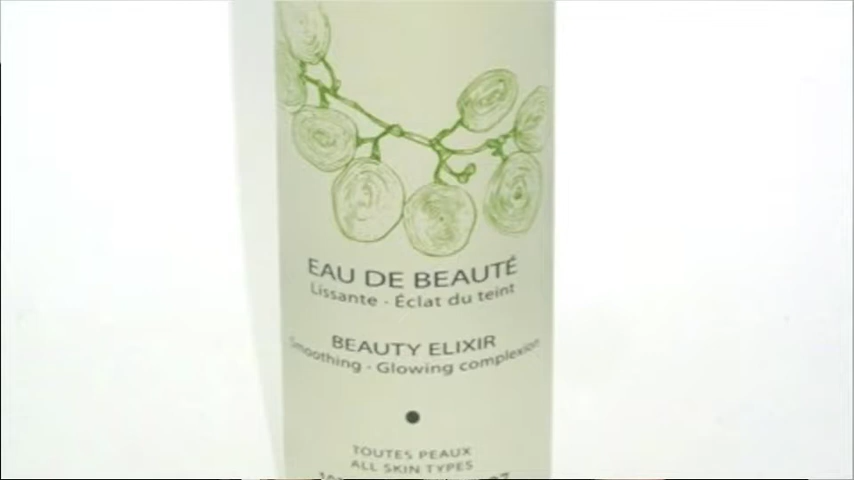 EAU DE BEAUTÉ
Lissante · Éclat du teint
BEAUTY ELIXIR
Smoothing · Glowing complexion
TOUTES PEAUX
ALL SKIN TYPES